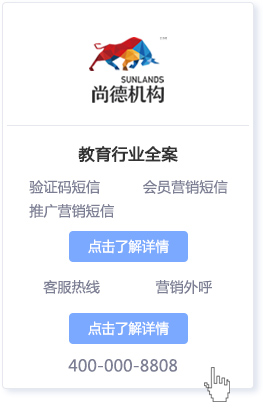 SUNLANDS
尚德机构
教育行业全案
验证码短信 会员营销短信
推广营销短信
点击了解详情
客服热线 营销外呼
点击了解详情
400-000-8808